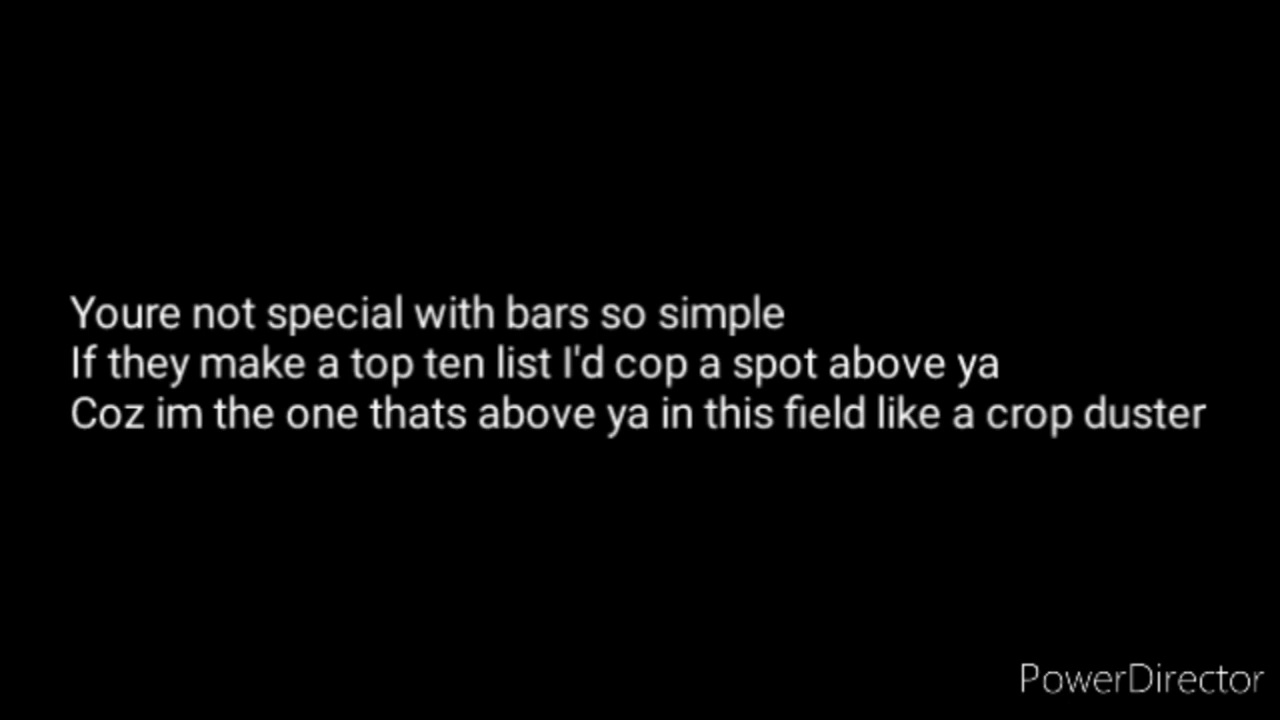 Youre not special with bars so simple
If they make a top ten list I'd cop a spot above ya
Coz im the one thats above ya in this field like a crop duster
PowerDirector